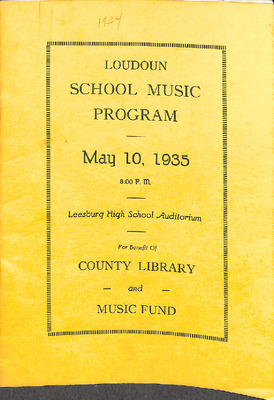 1934
LOUDOUN
SCHOOL MUSIC
PROGRAM
May 10, 1935
8:00 P. M.
Leesburg High School Auditorium
For Benefit Of
COUNTY LIBRARY
— and —
MUSIC FUND